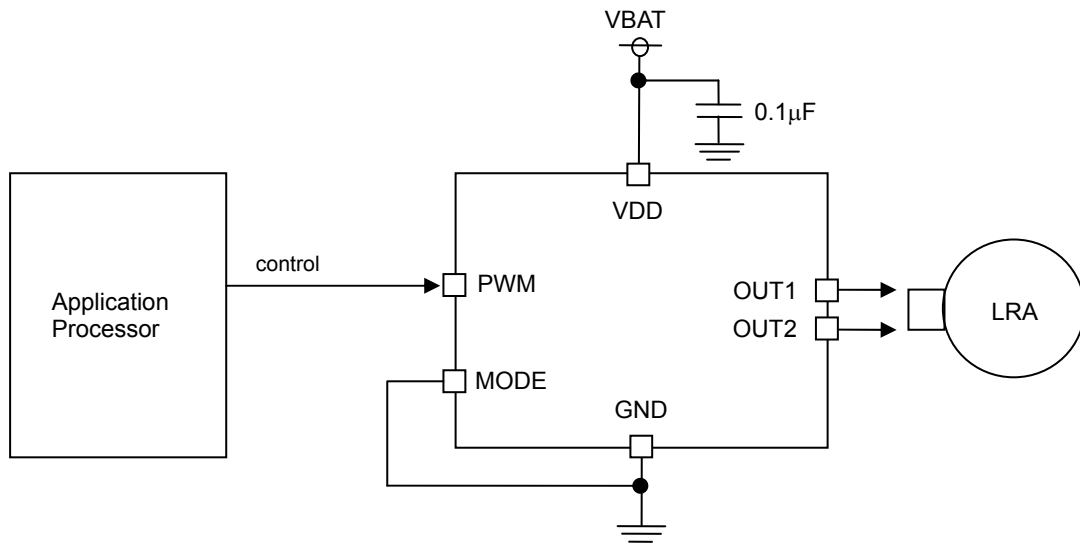 VBAT
0.1μF
VDD
control
PWM
OUT1
Application
Processor
LRA
OUT2
MODE
GND